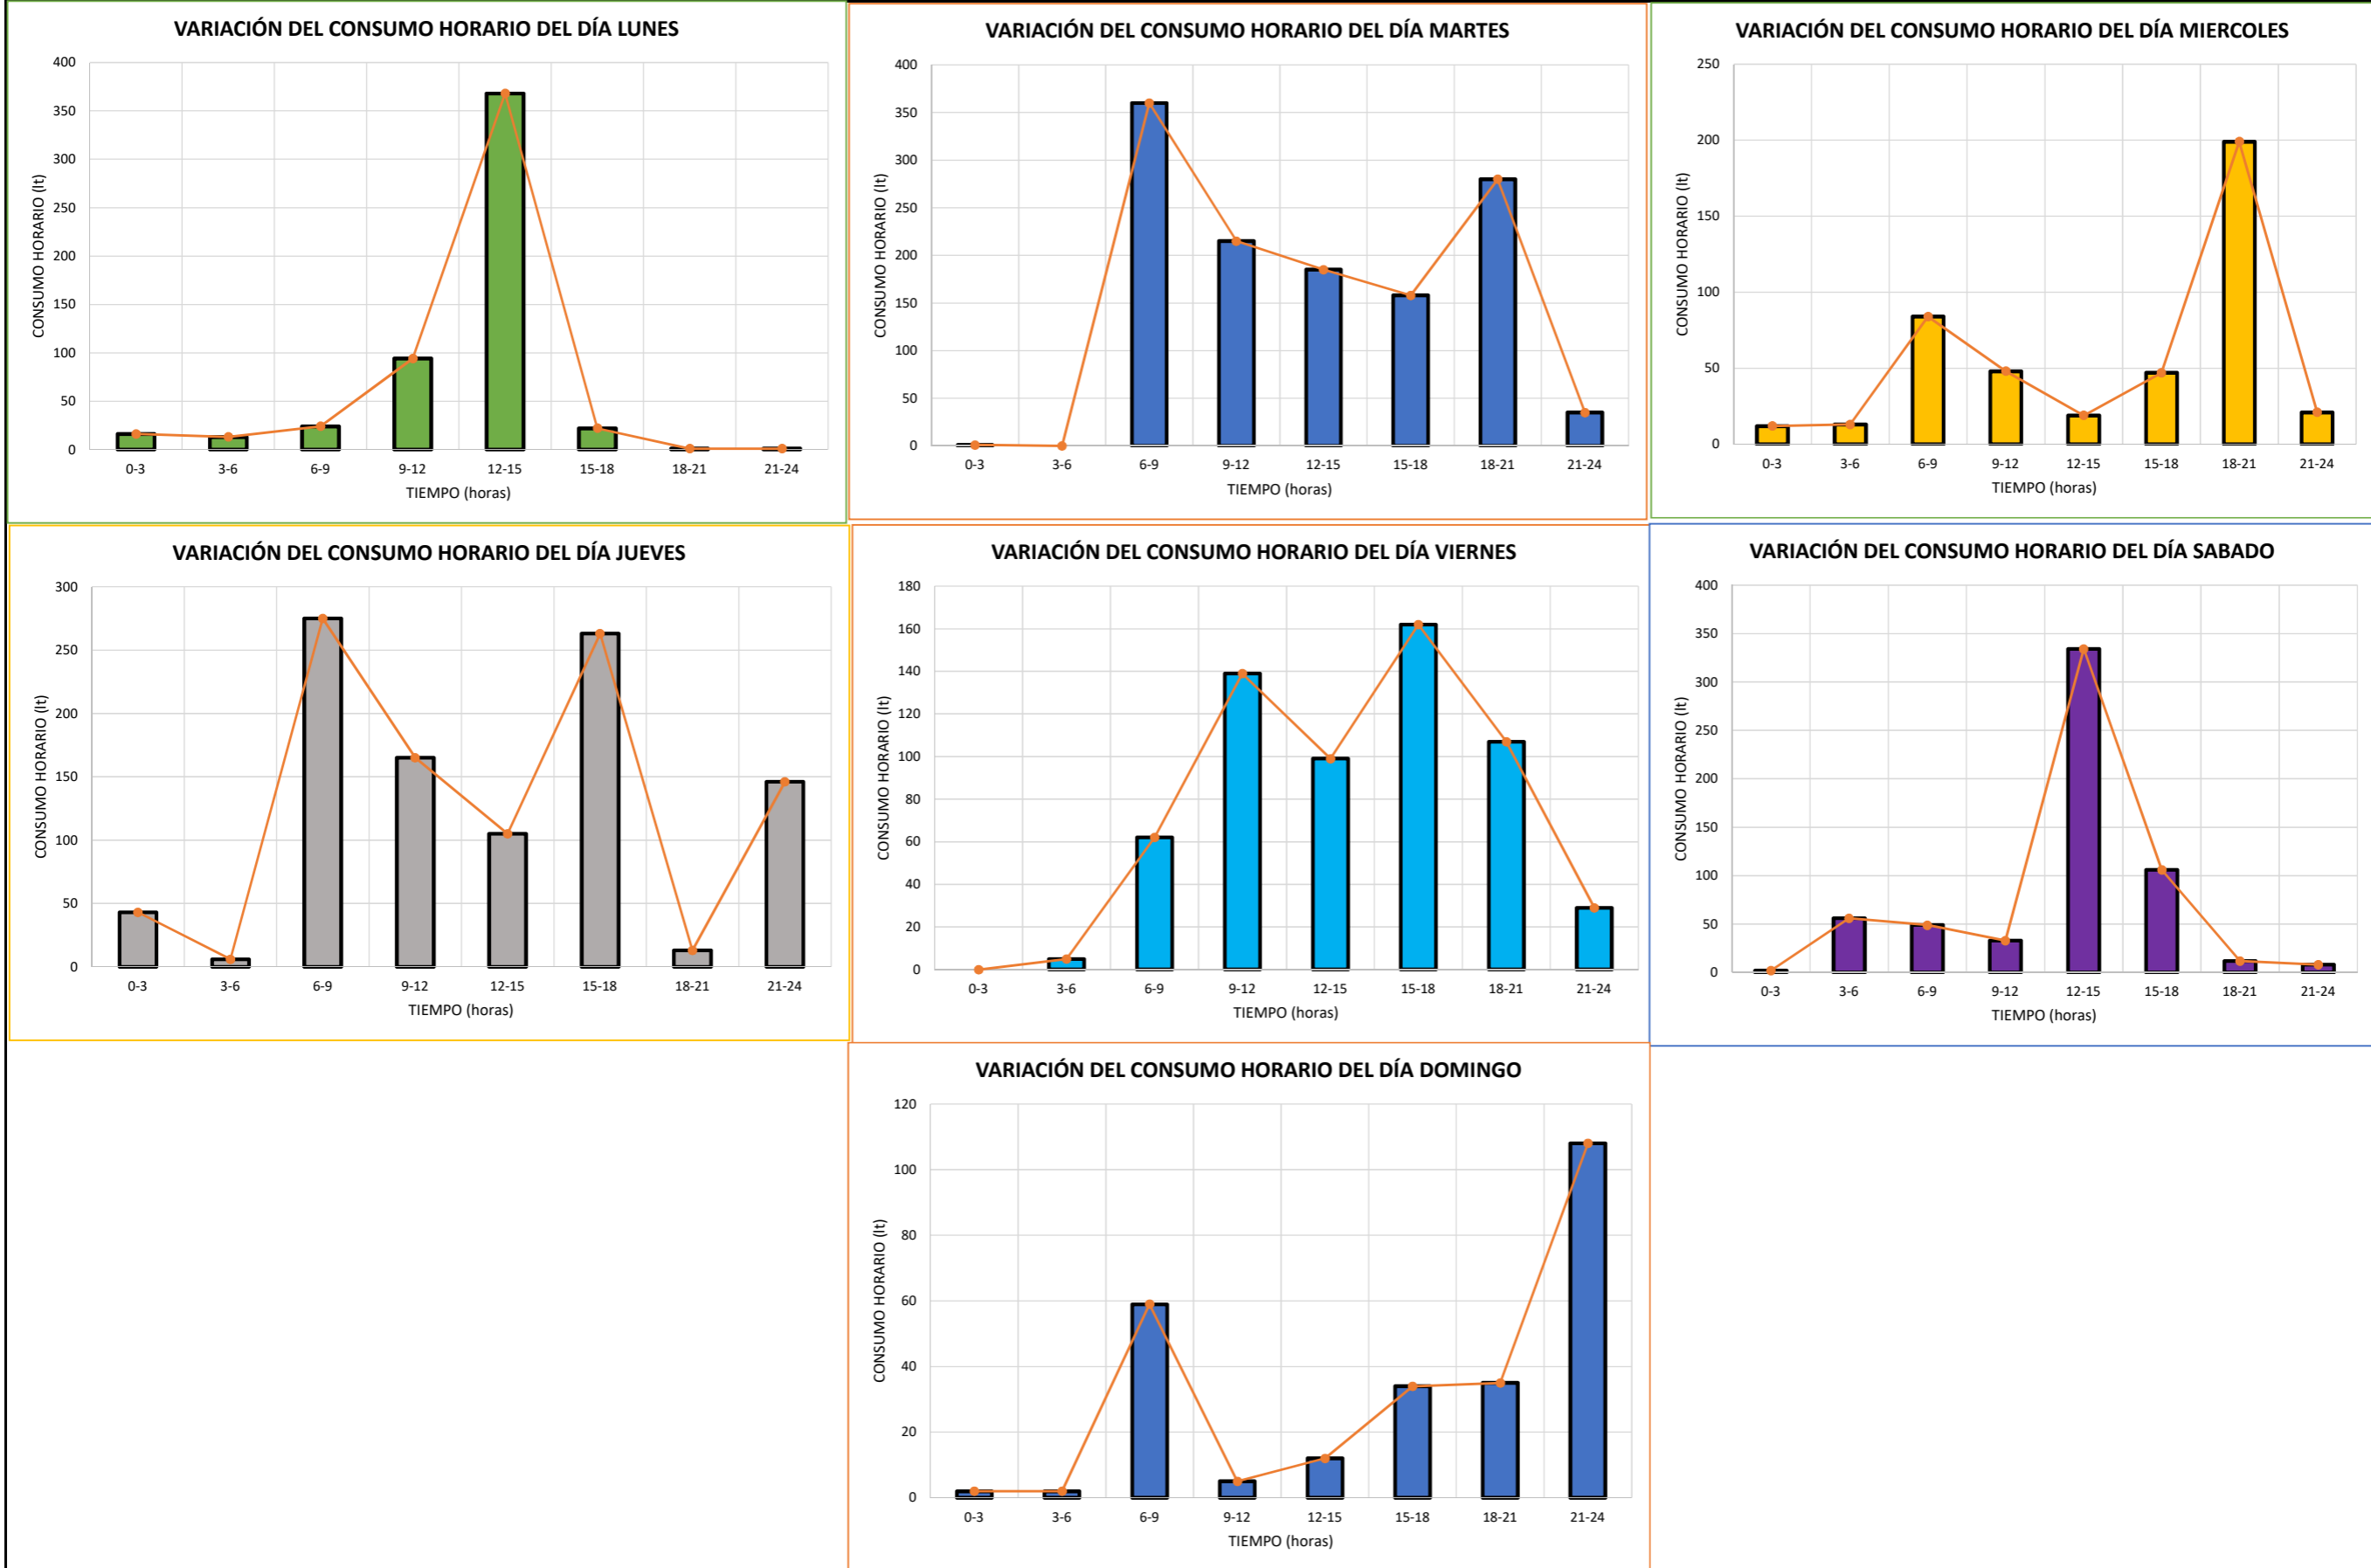 VARIACIÓN DEL CONSUMO HORARIO DEL DÍA LUNES
400
350
300
250
200
150
100
50
0
CONSUMO HORARIO (lt)
0-3 3-6 6-9 9-12 12-15 15-18 18-21 21-24
TIEMPO (horas)
VARIACIÓN DEL CONSUMO HORARIO DEL DÍA MARTES
400
350
300
250
200
150
100
50
0
CONSUMO HORARIO (lt)
0-3 3-6 6-9 9-12 12-15 15-18 18-21 21-24
TIEMPO (horas)
VARIACIÓN DEL CONSUMO HORARIO DEL DÍA MIERCOLES
250
200
150
100
50
0
CONSUMO HORARIO (lt)
0-3 3-6 6-9 9-12 12-15 15-18 18-21 21-24
TIEMPO (horas)
VARIACIÓN DEL CONSUMO HORARIO DEL DÍA JUEVES
300
250
200
150
100
50
0
CONSUMO HORARIO (lt)
0-3 3-6 6-9 9-12 12-15 15-18 18-21 21-24
TIEMPO (horas)
VARIACIÓN DEL CONSUMO HORARIO DEL DÍA VIERNES
180
160
140
120
100
80
60
40
20
0
CONSUMO HORARIO (lt)
0-3 3-6 6-9 9-12 12-15 15-18 18-21 21-24
TIEMPO (horas)
VARIACIÓN DEL CONSUMO HORARIO DEL DÍA SABADO
400
350
300
250
200
150
100
50
0
CONSUMO HORARIO (lt)
0-3 3-6 6-9 9-12 12-15 15-18 18-21 21-24
TIEMPO (horas)
VARIACIÓN DEL CONSUMO HORARIO DEL DÍA DOMINGO
120
100
80
60
40
20
0
CONSUMO HORARIO (lt)
0-3 3-6 6-9 9-12 12-15 15-18 18-21 21-24
TIEMPO (horas)